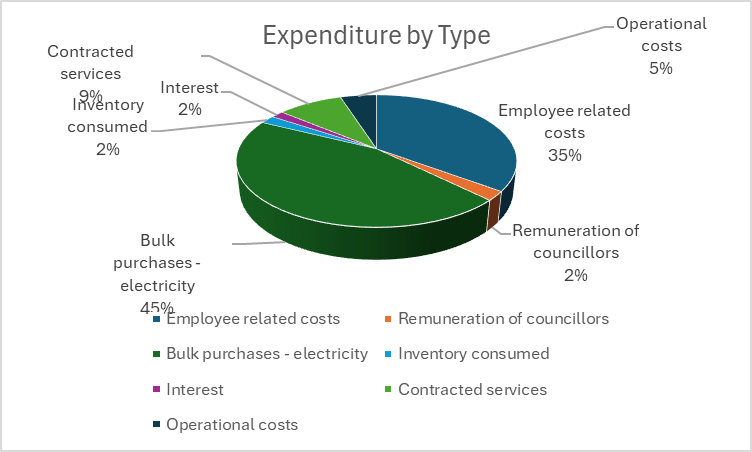 Expenditure by Type
Operational
costs
5%
Contracted
services
9%
Interest
2%
Inventory
consumed
2%
Employee related
costs
35%
Remuneration of
councillors
2%
Bulk
purchases -
electricity
45%
Employee related costs
Remuneration of councillors
Bulk purchases - electricity
Inventory consumed
Interest
Contracted services
Operational costs